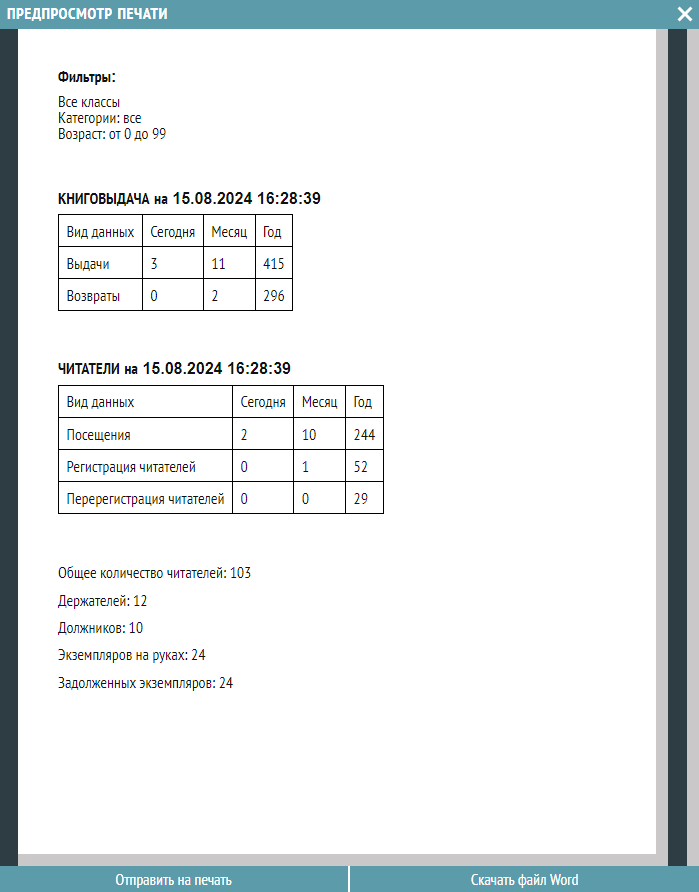 ПРЕДПРОСМОТР ПЕЧАТИ
Фильтры:
Все классы
Категории: все
Возраст: от 0 до 99
КНИГОВЫДАЧА на 15.08.2024 16:28:39
Вид данных Сегодня Месяц Год
Выдачи 3 11 415
Возвраты 0 2 296
ЧИТАТЕЛИ на 15.08.2024 16:28:39
Вид данных Сегодня Месяц Год
Посещения 2 10 244
Регистрация читателей 0 1 52
Перерегистрация читателей 0 0 29
Общее количество читателей: 103
Держателей: 12
Должников: 10
Экземпляров на руках: 24
Задолженных экземпляров: 24
Отправить на печать Скачать файл Word